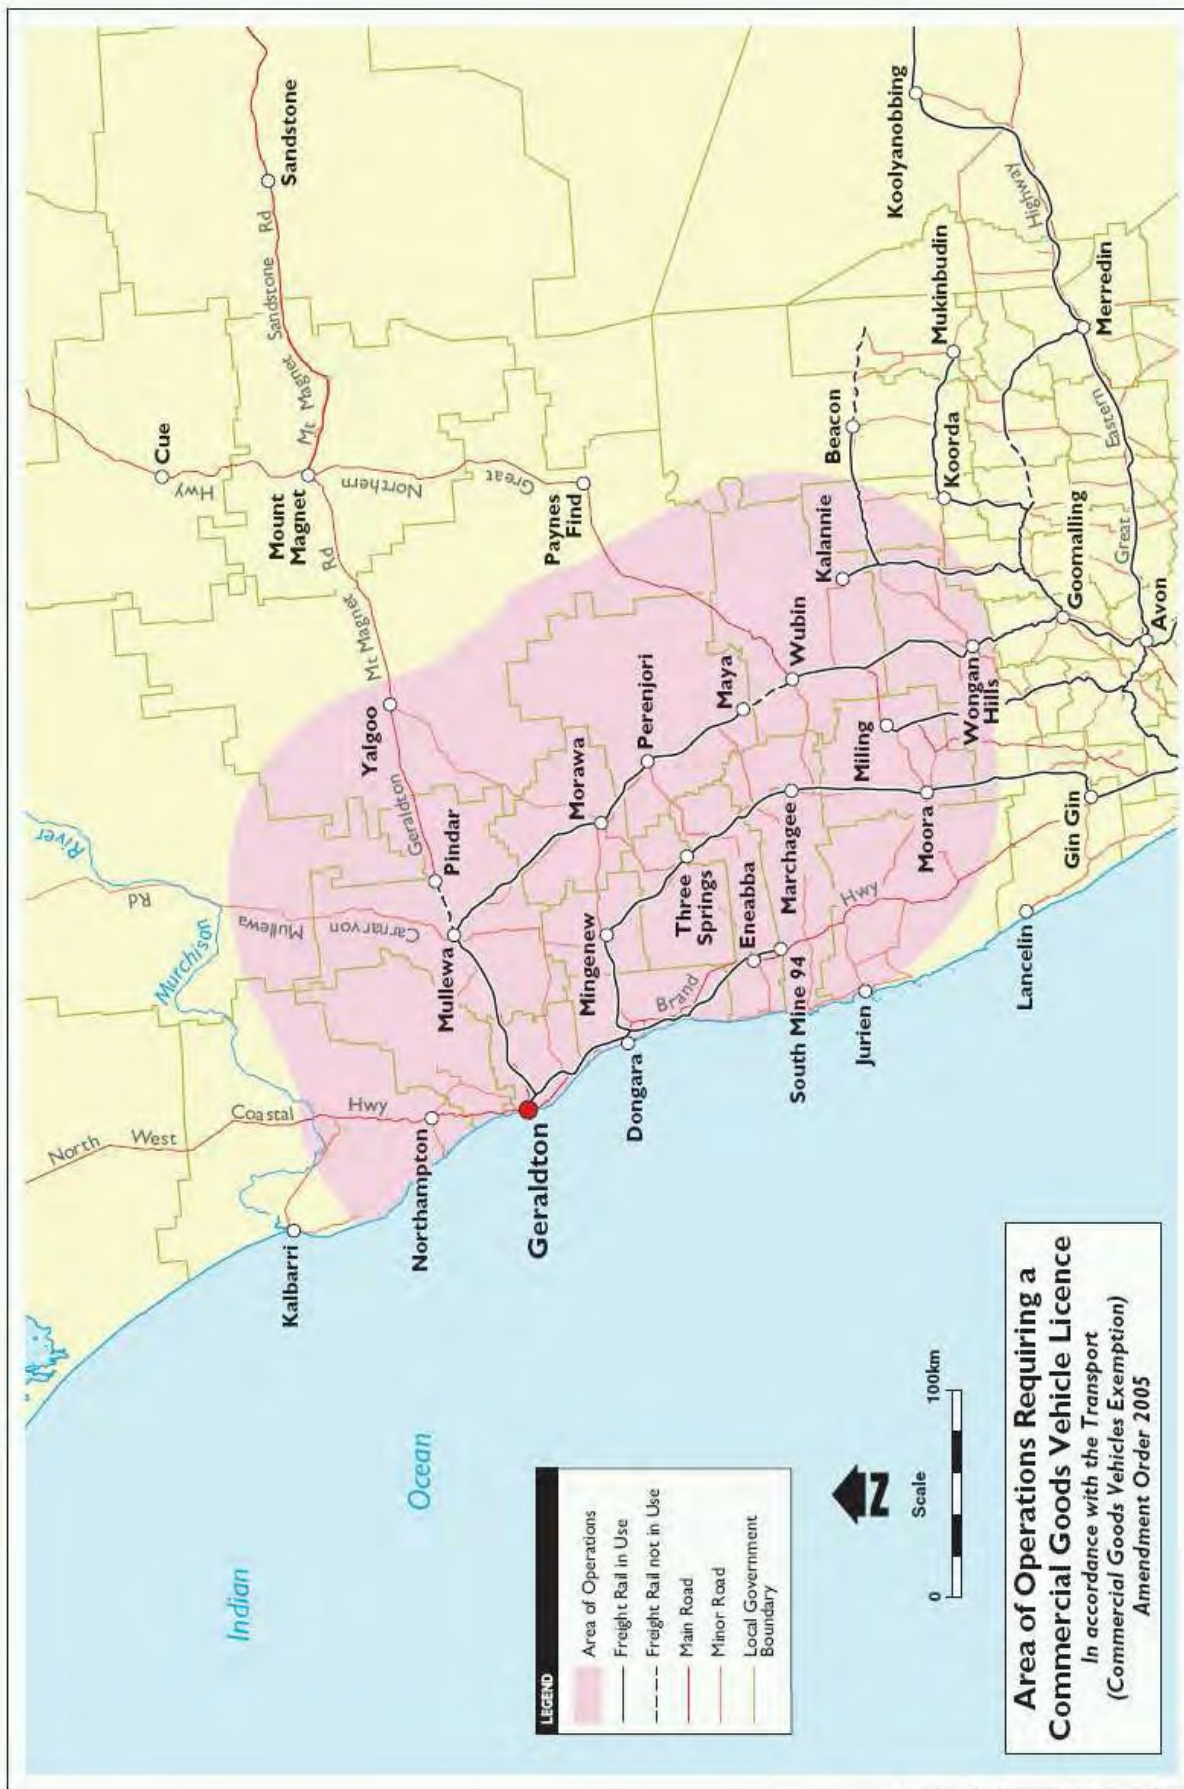 River
Murchison
Rd
Carnarvon
Mullewa
North
West
Coastal
Hwy
Kalbarri
Northampton
Geraldton
Mullewa
Pindar
Geraldton
Yalgoo
Mt Magnet
Rd
Mount
Magnet
Cue
Hwy
Northern
Great
Mt Magnet
Sandstone
Rd
Sandstone
Paynes
Find
Morawa
Perenjori
Maya
Wubin
Mingenew
Dongara
Three
Springs
Eneabba
Brand
Hwy
South Mine 94
Marchagee
Jurien
Moora
Miling
Wongan
Hills
Kalannie
Beacon
Koorda
Mukinbudin
Koolyanobbing
Highway
Merredin
Eastern
Great
Goomalling
Avon
Gin Gin
Lancelin
Indian
Ocean
LEGEND
Area of Operations
Freight Rail in Use
Freight Rail not in Use
Main Road
Minor Road
Local Government
Boundary
N
Scale
0
100km
Area of Operations Requiring a
Commercial Goods Vehicle Licence
In accordance with the Transport
(Commercial Goods Vehicles Exemption)
Amendment Order 2005